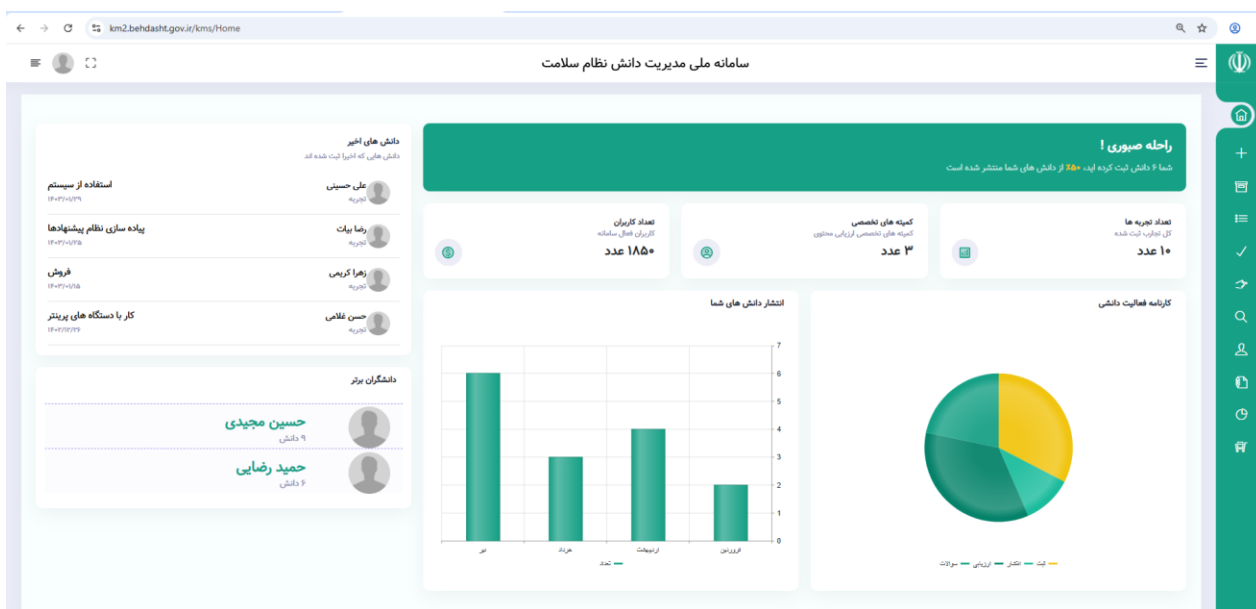 km2.behdasht.gov.ir/kms/Home
سامانه ملی مدیریت دانش نظام سلامت
راحله صبوری !
شما ۶ دانش ثبت کرده اید، ۵۰٪ از دانش های شما منتشر شده است
تعداد تجربه ها
کل تجارب ثبت شده
۱۰ عدد
کمیته های تخصصی
کمیته های تخصصی ارزیابی محتوی
۳ عدد
تعداد کاربران
کاربران فعال سامانه
۱۸۵۰ عدد
کارنامه فعالیت دانشی
ثبت
انتشار
ارزیابی
سوالات
انتشار دانش های شما
7
6
5
4
3
2
1
0
فروردین
اردیبهشت
خرداد
تیر
تعداد
دانش های اخیر
دانش هایی که اخیرا ثبت شده اند
علی حسینی
استفاده از سیستم
تجربه
۱۴۰۳/۰۱/۲۹
رضا بیات
پیاده سازی نظام پیشنهادها
تجربه
۱۴۰۳/۰۱/۲۵
زهرا کریمی
فروش
تجربه
۱۴۰۳/۰۱/۱۵
حسن غلامی
کار با دستگاه های پرینتر
تجربه
۱۴۰۲/۱۲/۲۶
دانشگران برتر
حسین مجیدی
۹ دانش
حمید رضایی
۶ دانش